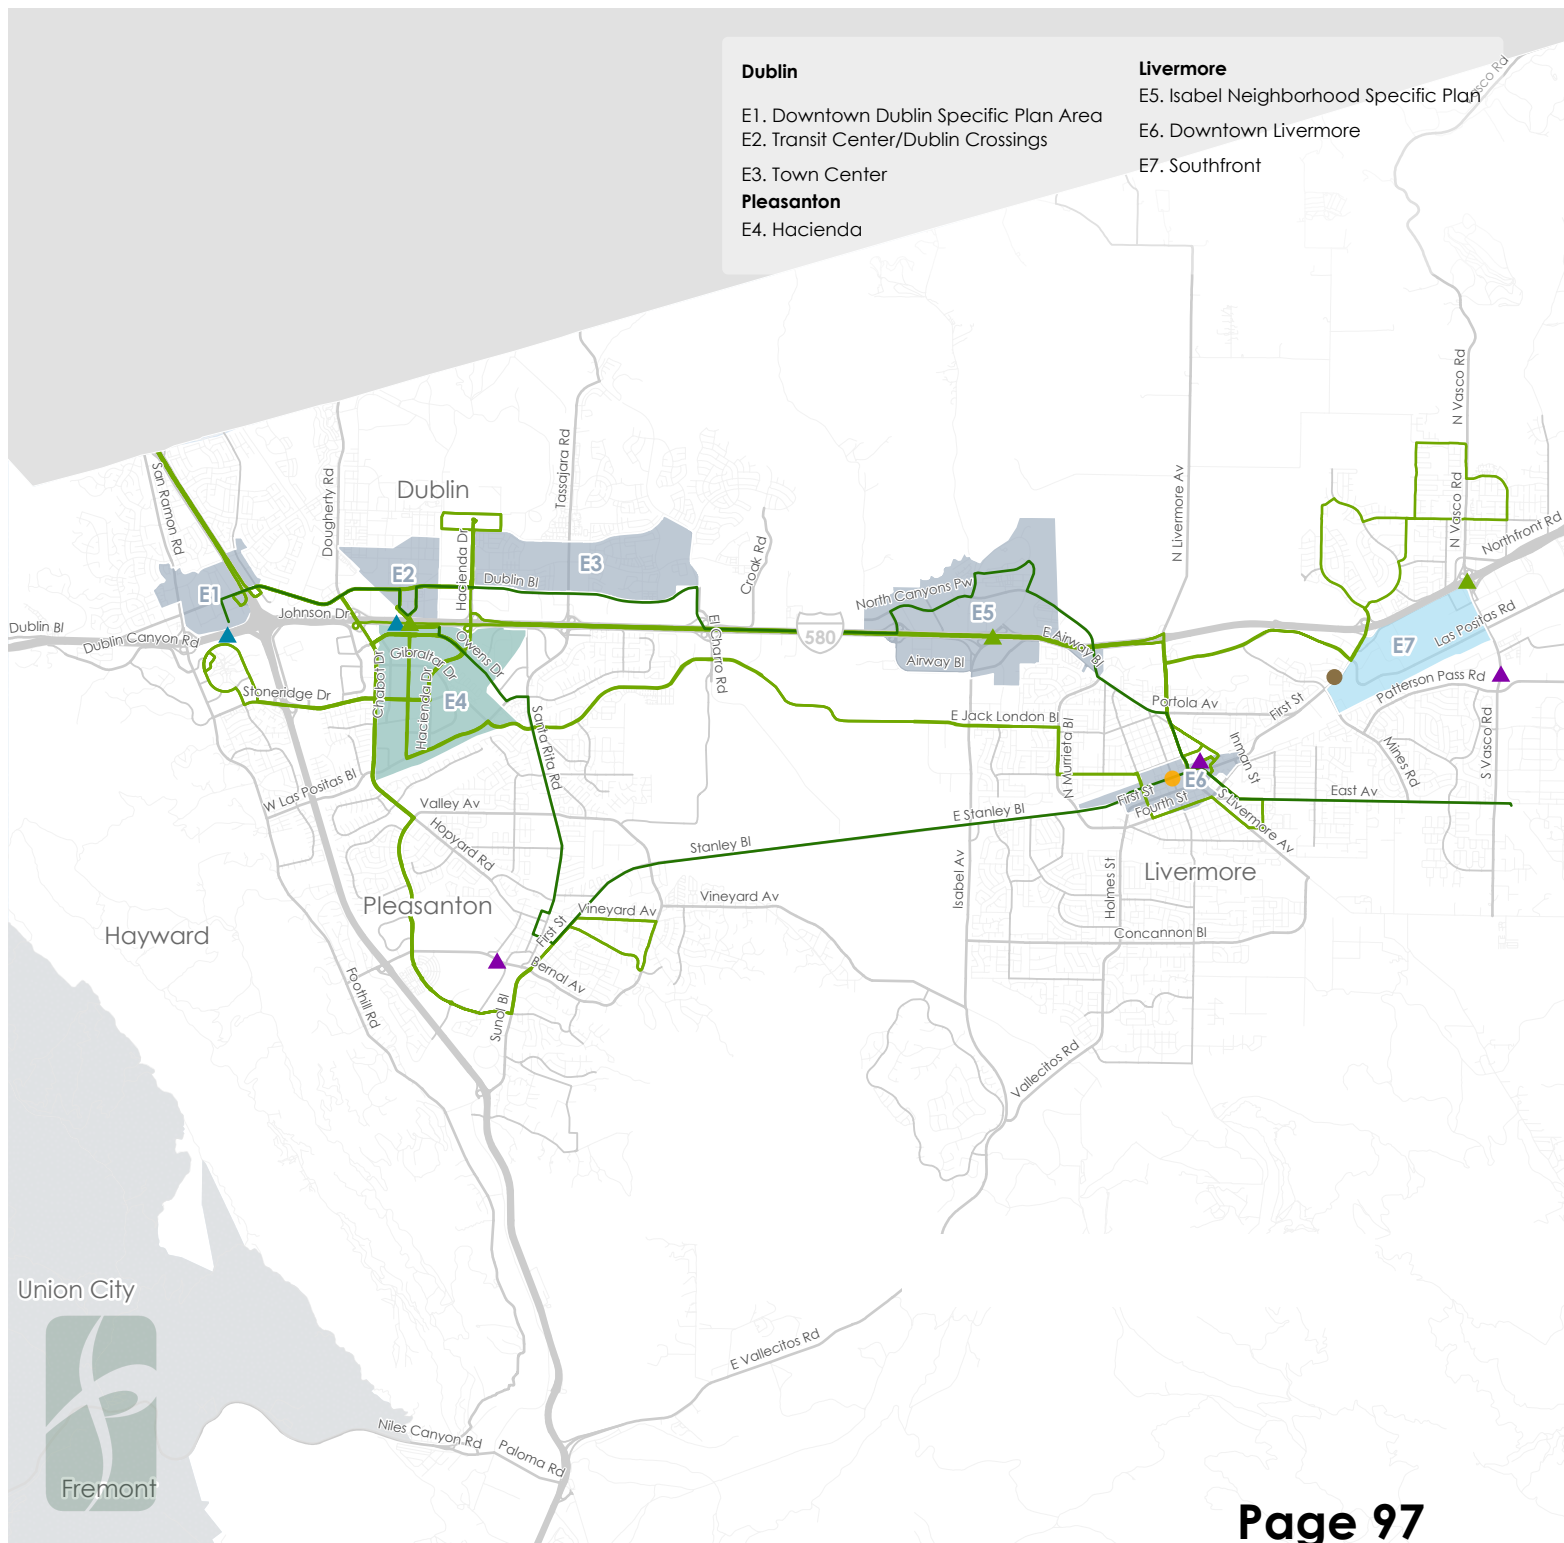 Dublin
E1. Downtown Dublin Specific Plan Area
E2. Transit Center/Dublin Crossings
E3. Town Center
Pleasanton
E4. Hacienda
Livermore
E5. Isabel Neighborhood Specific Plan
E6. Downtown Livermore
E7. Southfront
Vasco Rd
N Vasco Rd
San Ramon Rd
Dougherty Rd
Dublin
Tassajara Rd
N Livermore Av
N Vasco Rd
Northfront Rd
Croak Rd
Hacienda Dr
E1
E2
E3
Dublin Bl
North Canyons Pw
E5
Johnson Dr
Dublin Bl
Dublin Canyon Rd
El Charro Rd
580
E Airway Bl
Airway Bl
Las Positas Rd
E7
Owens Dr
Gibraltar Dr
Chabot Dr
Hacienda Dr
E4
Stoneridge Dr
Patterson Pass Rd
Portola Av
First St
E Jack London Bl
Santa Rita Rd
N Murrieta Bl
Inman St
Mines Rd
S Vasco Rd
W Las Positas Bl
Valley Av
E6
First St
Fourth St
S Livermore Av
East Av
E Stanley Bl
Hopyard Rd
Stanley Bl
Isabel Av
Holmes St
Livermore
Pleasanton
Vineyard Av
Vineyard Av
First St
Hayward
Concannon Bl
Bernal Av
Foothill Rd
Sunol Bl
Vallecitos Rd
Union City
E Vallecitos Rd
Niles Canyon Rd
Paloma Rd
Fremont
Page 97